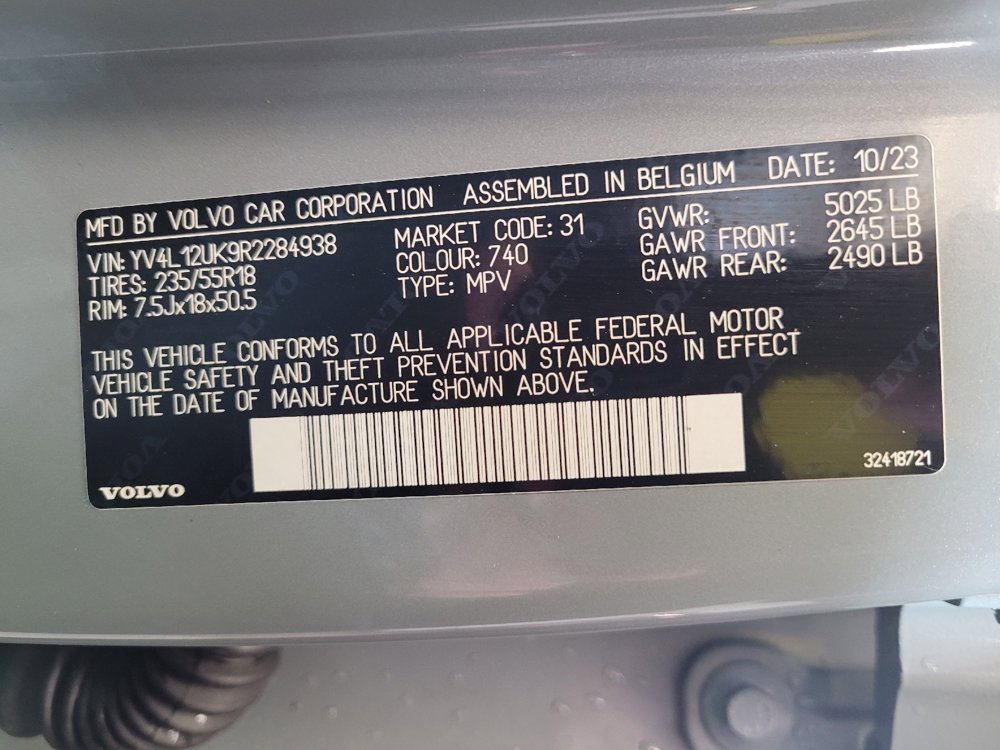 MFD BY VOLVO CAR CORPORATION ASSEMBLED IN BELGIUM DATE: 10/23
VIN: YV4L12UK9R2284938
TIRES: 235/55R18
RIM: 7.5Jx18x50.5
MARKET CODE: 31
COLOUR: 740
TYPE: MPV
GVWR: 5025 LB
GAWR FRONT: 2645 LB
GAWR REAR: 2490 LB
THIS VEHICLE CONFORMS TO ALL APPLICABLE FEDERAL MOTOR
VEHICLE SAFETY AND THEFT PREVENTION STANDARDS IN EFFECT
ON THE DATE OF MANUFACTURE SHOWN ABOVE.
VOLVO
32418721